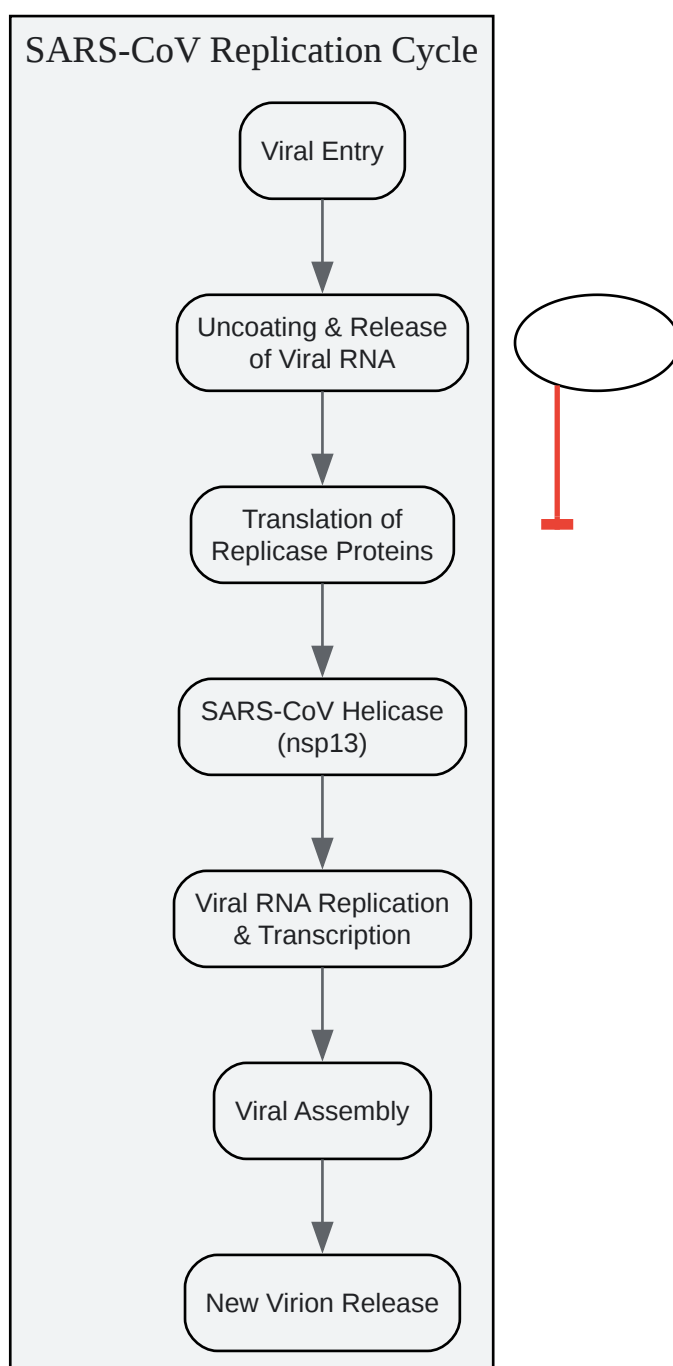 SARS-CoV Replication Cycle
Viral Entry
Uncoating & Release
of Viral RNA
Translation of
Replicase Proteins
SARS-CoV Helicase
(nsp13)
Viral RNA Replication
& Transcription
Viral Assembly
New Virion Release